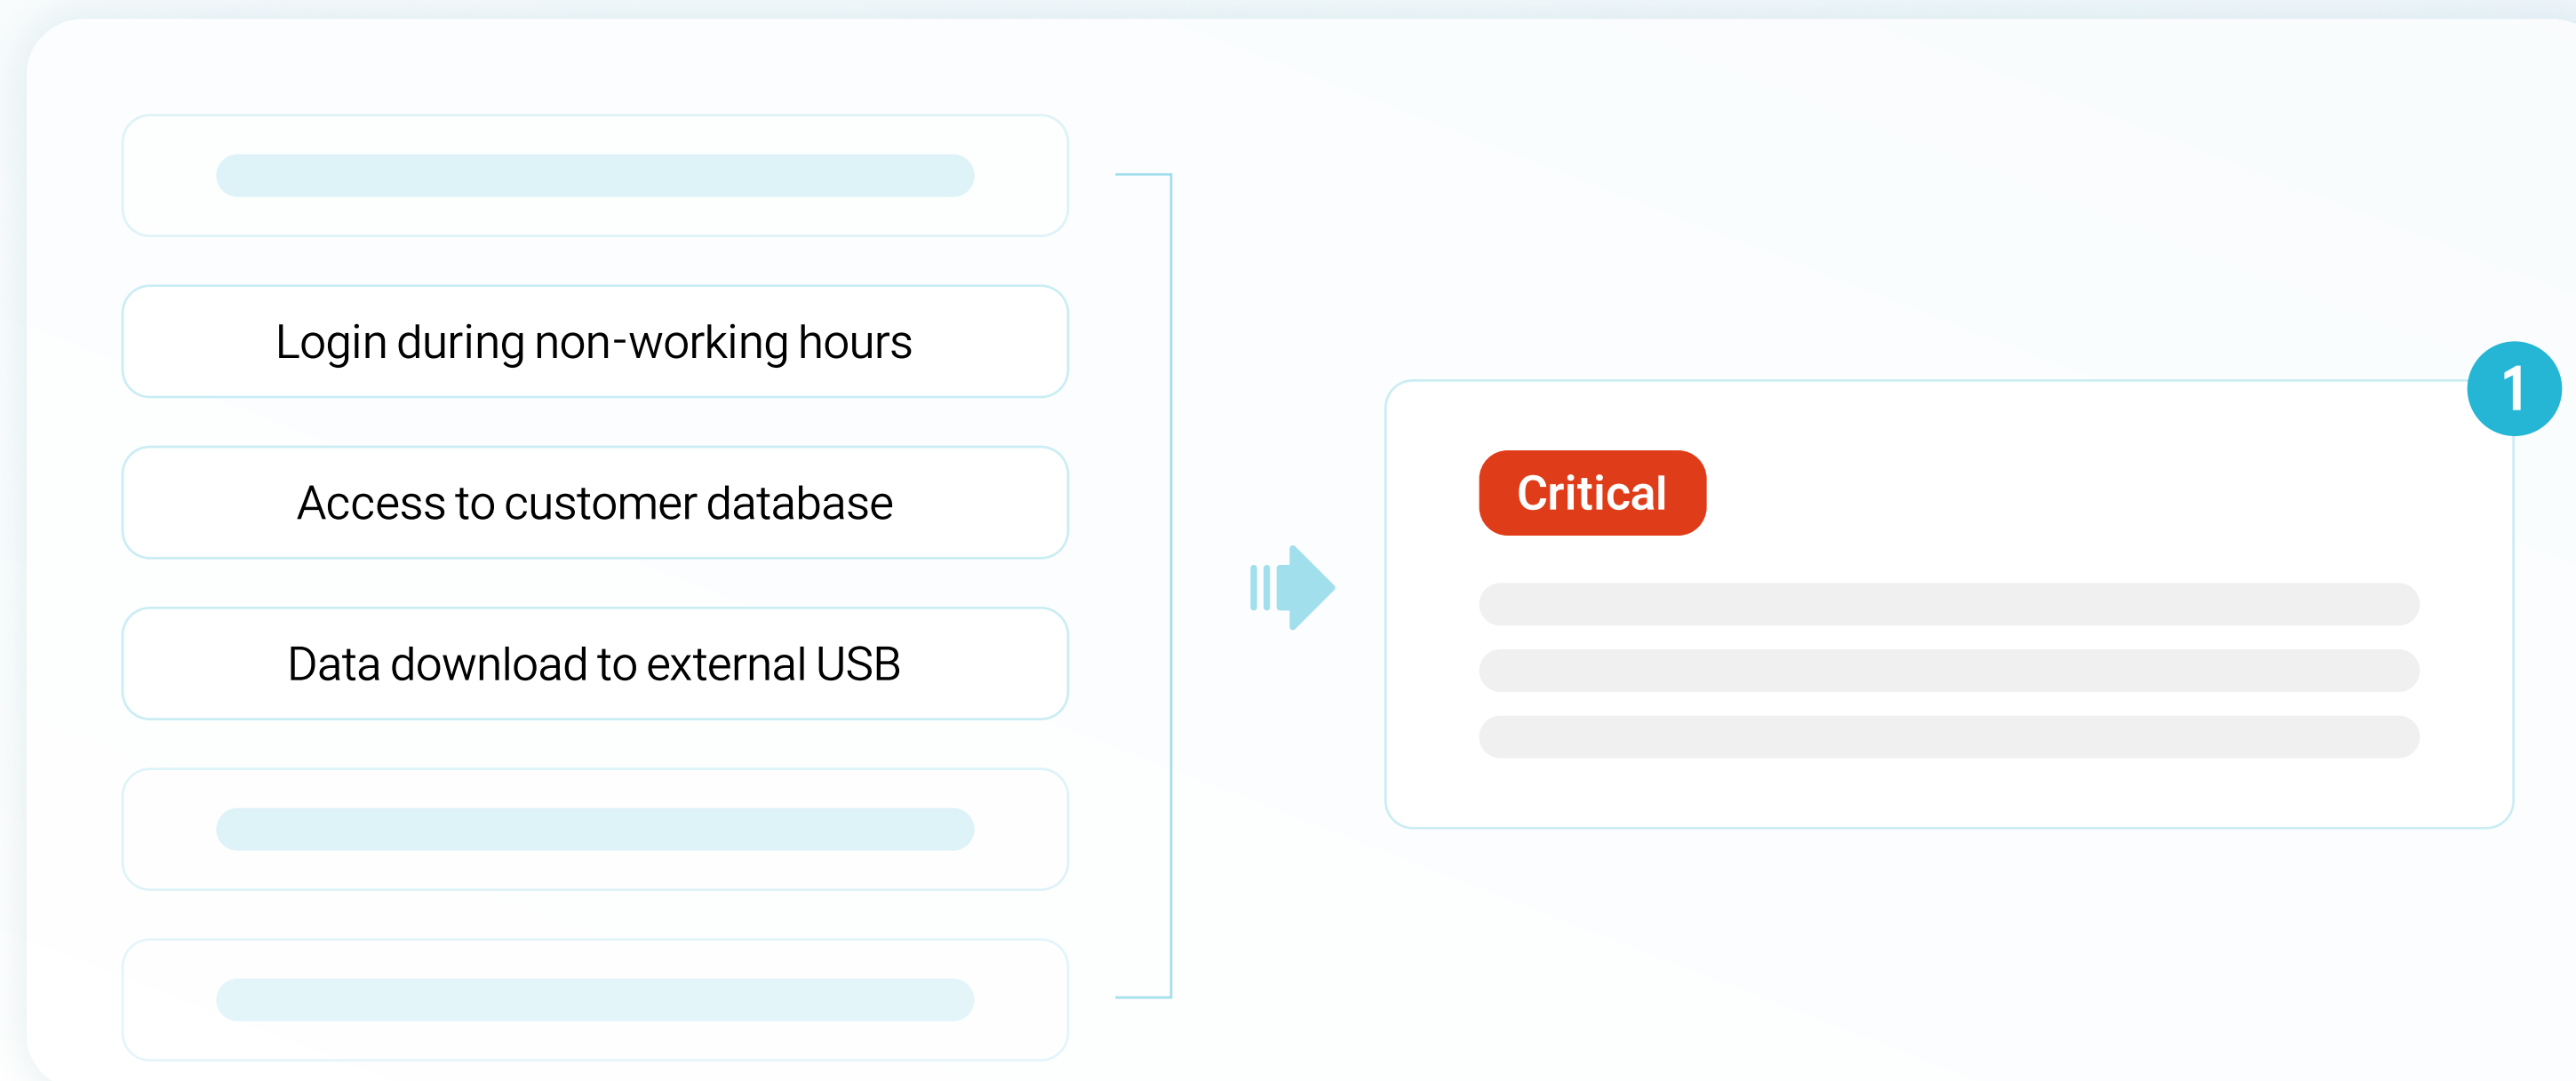 Login during non-working hours
Access to customer database
Data download to external USB
1
Critical